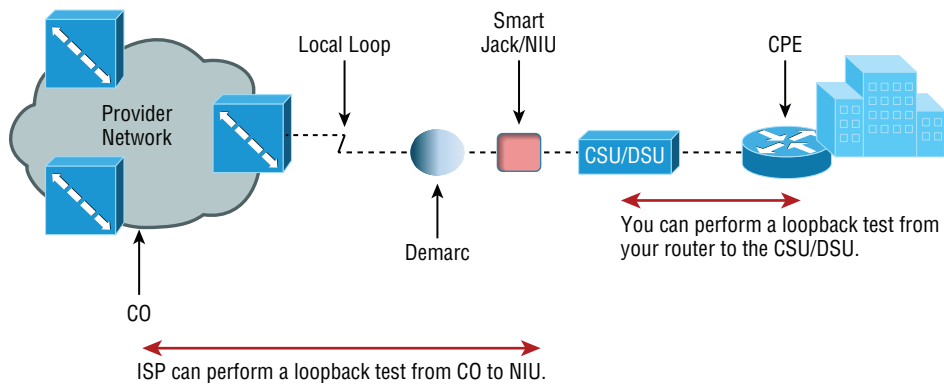 Local Loop
Smart
Jack/NIU
CPE
Provider
Network
CSU/DSU
Demarc
You can perform a loopback test from
your router to the CSU/DSU.
CO
ISP can perform a loopback test from CO to NIU.